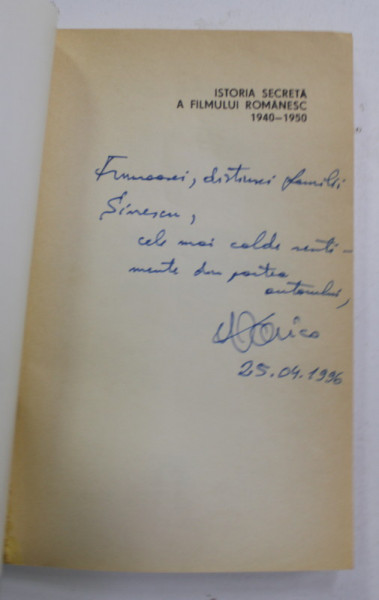 ISTORIA SECRETĂ
A FILMULUI ROMÂNESC
1940–1950
Frumoasei, distinsei familii
Sinescu,
cele mai calde senti-
mente din partea
autorului,
25.04.1996